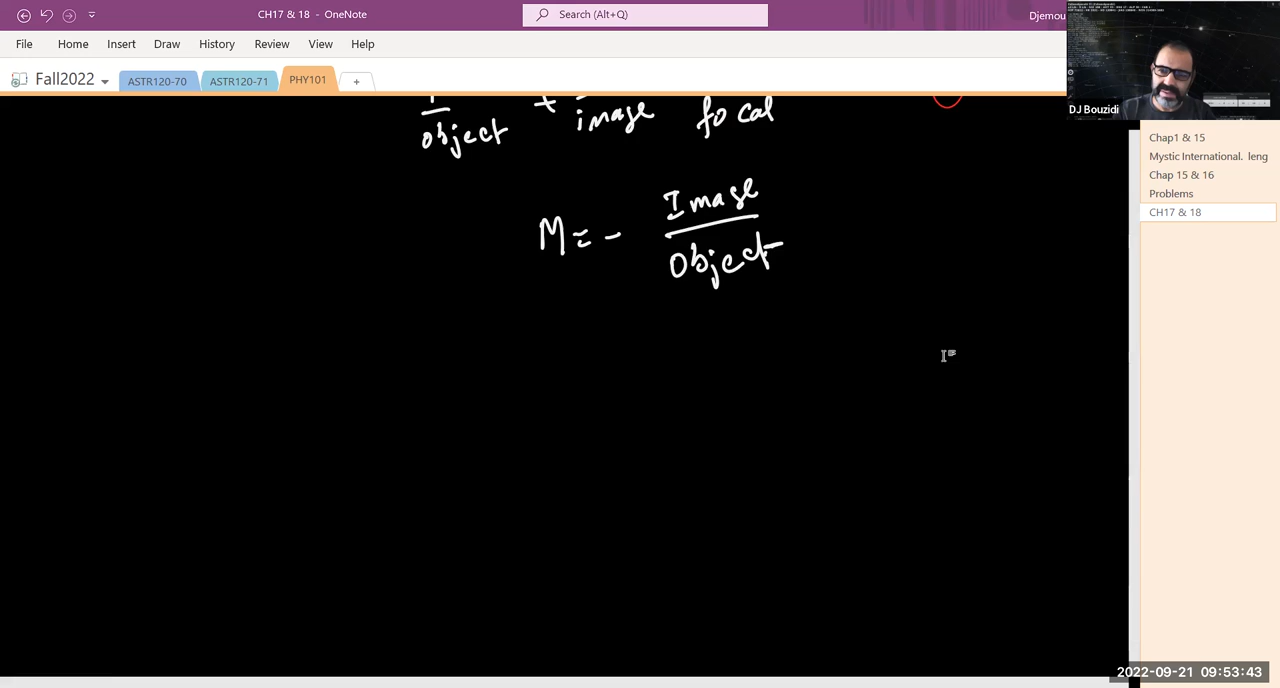 CH17 & 18 - OneNote
Search (Alt+Q)
Djemou
File Home Insert Draw History Review View Help
Fall2022 ASTR120-70 ASTR120-71 PHY101 +
DJ Bouzidi
Chap1 & 15
Mystic International. leng
Chap 15 & 16
Problems
CH17 & 18
+
object image focal
M = - Image
Object
2022-09-21 09:53:43